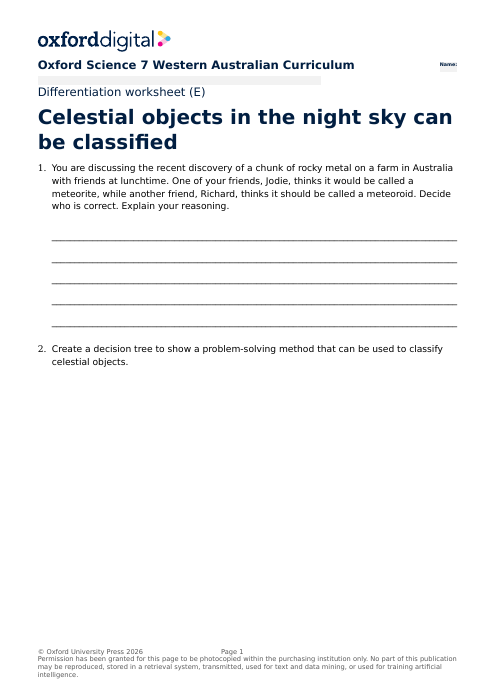 oxforddigital
Oxford Science 7 Western Australian Curriculum
Name:
Differentiation worksheet (E)
Celestial objects in the night sky can
be classified
1. You are discussing the recent discovery of a chunk of rocky metal on a farm in Australia
with friends at lunchtime. One of your friends, Jodie, thinks it would be called a
meteorite, while another friend, Richard, thinks it should be called a meteoroid. Decide
who is correct. Explain your reasoning.
2. Create a decision tree to show a problem-solving method that can be used to classify
celestial objects.
© Oxford University Press 2026 Page 1
Permission has been granted for this page to be photocopied within the purchasing institution only. No part of this publication
may be reproduced, stored in a retrieval system, transmitted, used for text and data mining, or used for training artificial
intelligence.